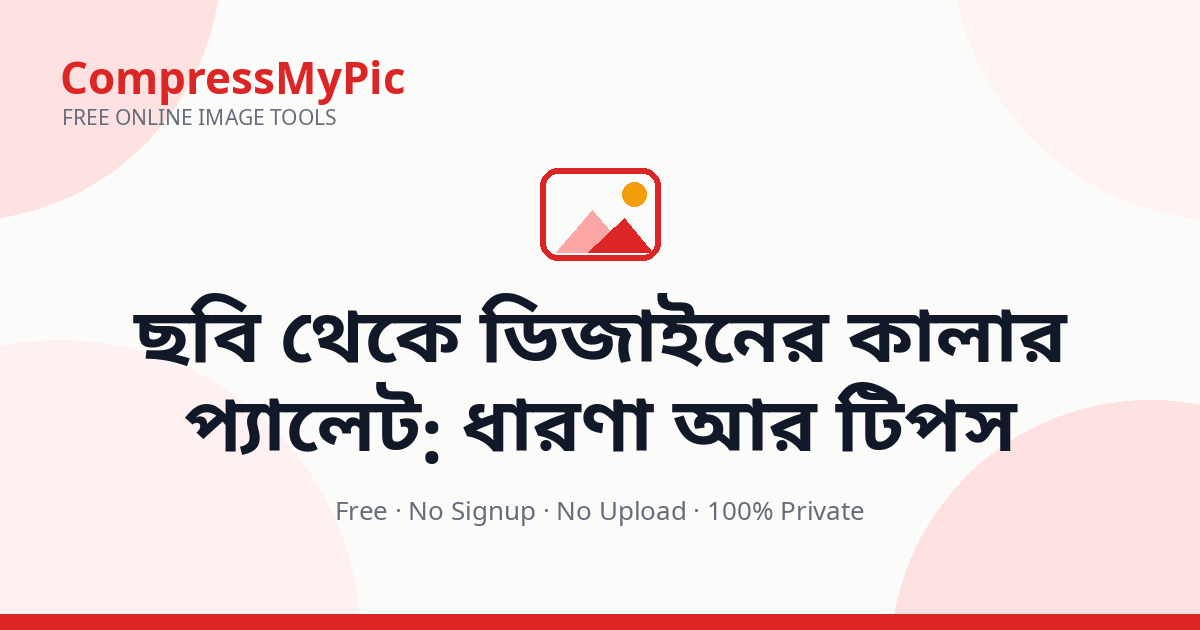 CompressMyPic
FREE ONLINE IMAGE TOOLS
ছবি থেকে ডিজাইনের কালার
প্যালেট: ধারণা আর টিপস
Free · No Signup · No Upload · 100% Private